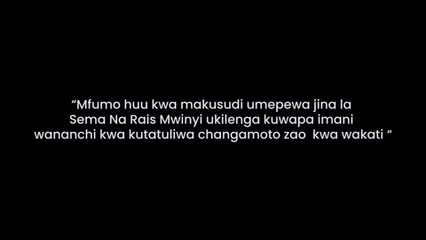 “Mfumo huu kwa makusudi umepewa jina la
Sema Na Rais Mwinyi ukilenga kuwapa imani
wananchi kwa kutatuliwa changamoto zao  kwa wakati “